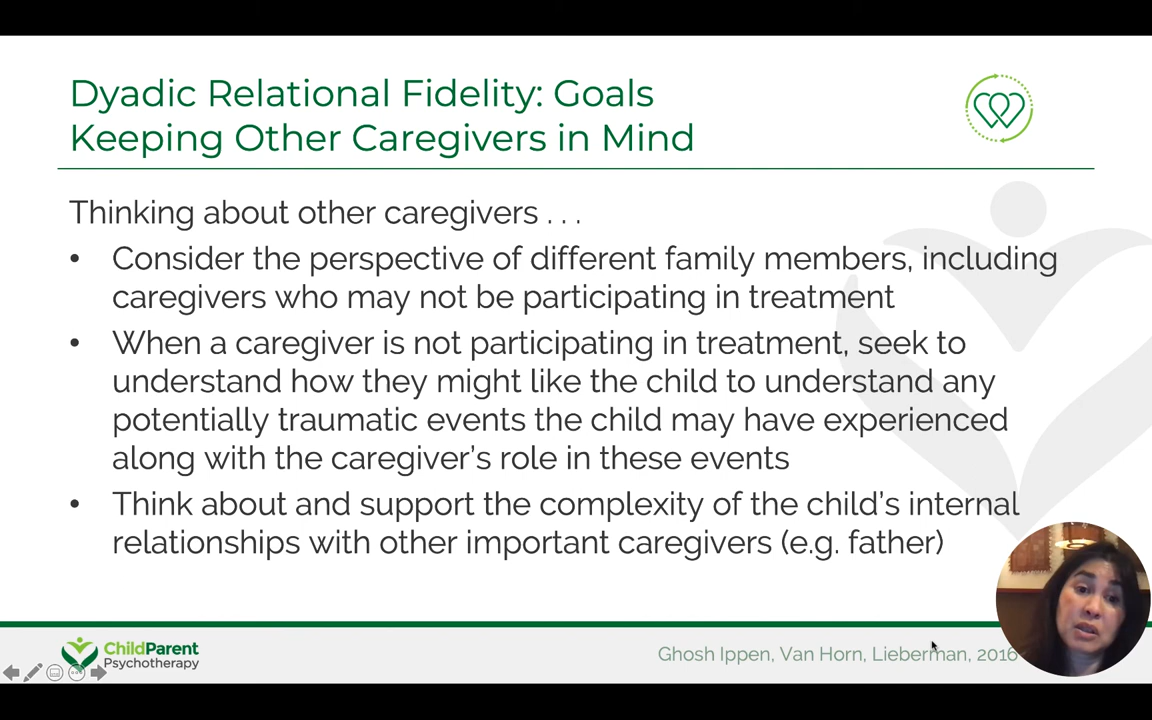 Dyadic Relational Fidelity: Goals
Keeping Other Caregivers in Mind
Thinking about other caregivers . . .
• Consider the perspective of different family members, including
caregivers who may not be participating in treatment
• When a caregiver is not participating in treatment, seek to
understand how they might like the child to understand any
potentially traumatic events the child may have experienced
along with the caregiver’s role in these events
• Think about and support the complexity of the child’s internal
relationships with other important caregivers (e.g. father)
ChildParent
Psychotherapy
Ghosh Ippen, Van Horn, Lieberman, 2016